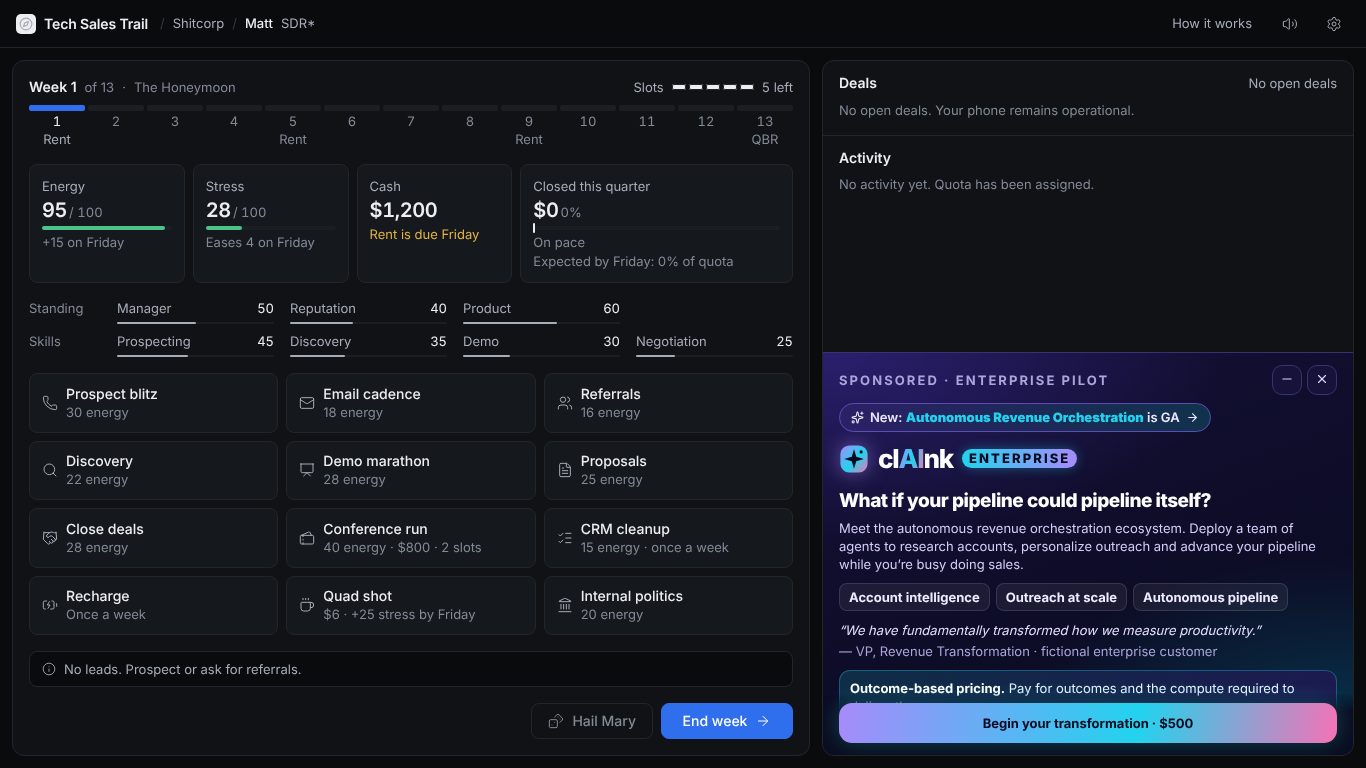 Tech Sales Trail / Shitcorp / Matt SDR*
How it works
Week 1 of 13 · The Honeymoon
Slots 5 left
1 2 3 4 5 6 7 8 9 10 11 12 13
Rent Rent Rent QBR
Energy
95 / 100
+15 on Friday
Stress
28 / 100
Eases 4 on Friday
Cash
$1,200
Rent is due Friday
Closed this quarter
$0 0%
On pace
Expected by Friday: 0% of quota
Standing Manager 50 Reputation 40 Product 60
Skills Prospecting 45 Discovery 35 Demo 30 Negotiation 25
Prospect blitz
30 energy
Email cadence
18 energy
Referrals
16 energy
Discovery
22 energy
Demo marathon
28 energy
Proposals
25 energy
Close deals
28 energy
Conference run
40 energy · $800 · 2 slots
CRM cleanup
15 energy · once a week
Recharge
Once a week
Quad shot
$6 · +25 stress by Friday
Internal politics
20 energy
No leads. Prospect or ask for referrals.
Hail Mary
End week →
Deals
No open deals
No open deals. Your phone remains operational.
Activity
No activity yet. Quota has been assigned.
SPONSORED · ENTERPRISE PILOT
New: Autonomous Revenue Orchestration is GA →
clAInk ENTERPRISE
What if your pipeline could pipeline itself?
Meet the autonomous revenue orchestration ecosystem. Deploy a team of
agents to research accounts, personalize outreach and advance your pipeline
while you're busy doing sales.
Account intelligence
Outreach at scale
Autonomous pipeline
“We have fundamentally transformed how we measure productivity.”
— VP, Revenue Transformation · fictional enterprise customer
Outcome-based pricing. Pay for outcomes and the compute required to
Begin your transformation · $500